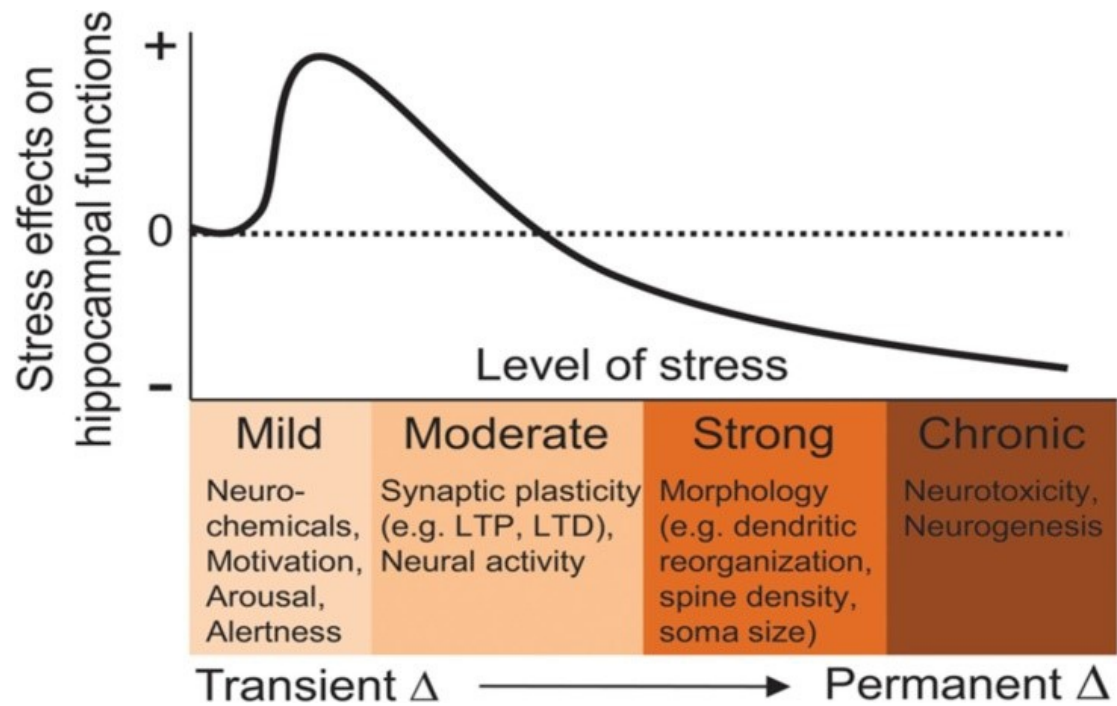 Stress effects on
hippocampal functions
+
0
-
Level of stress
Mild
Neuro-
chemicals,
Motivation,
Arousal,
Alertness
Moderate
Synaptic plasticity
(e.g. LTP, LTD),
Neural activity
Strong
Morphology
(e.g. dendritic
reorganization,
spine density,
soma size)
Chronic
Neurotoxicity,
Neurogenesis
Transient Δ
Permanent Δ